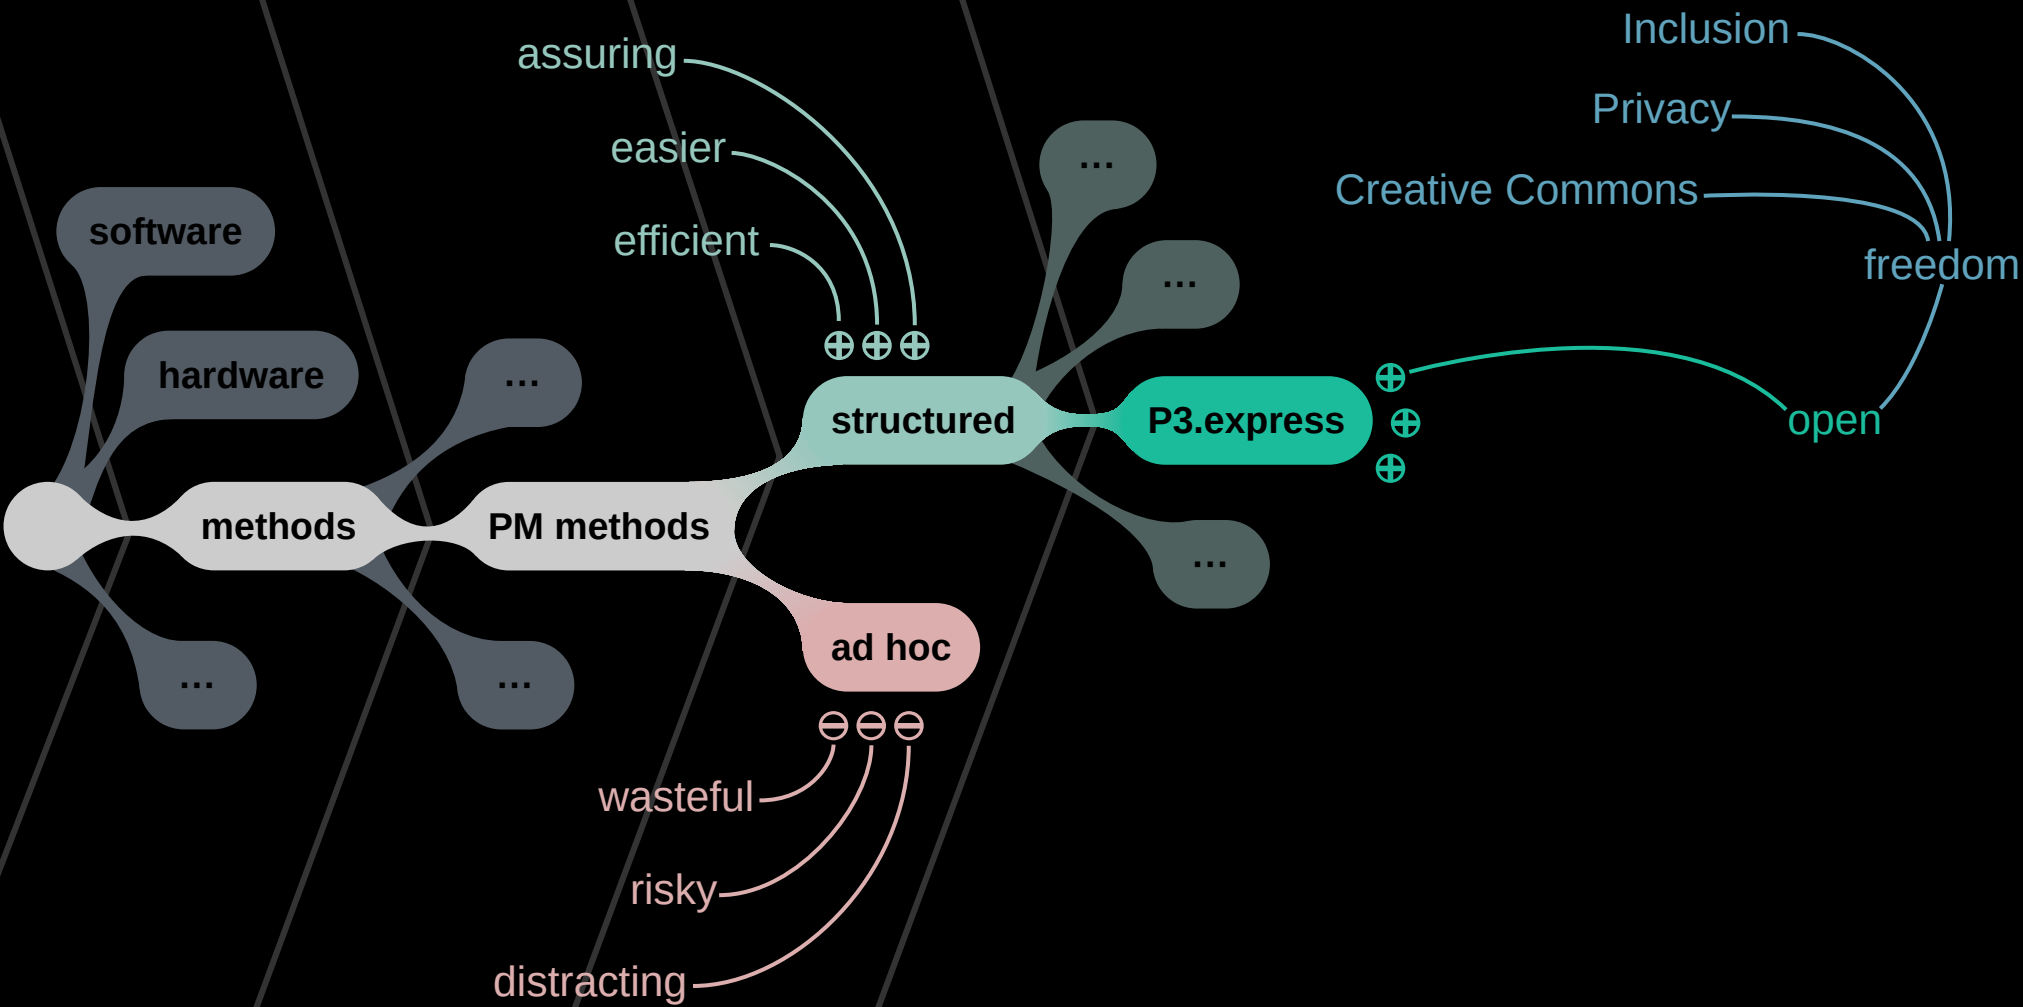 Inclusion
assuring
Privacy
easier
...
Creative Commons
software
efficient
freedom
...
hardware
...
structured
P3.express
open
methods
PM methods
...
ad hoc
...
...
wasteful
risky
distracting